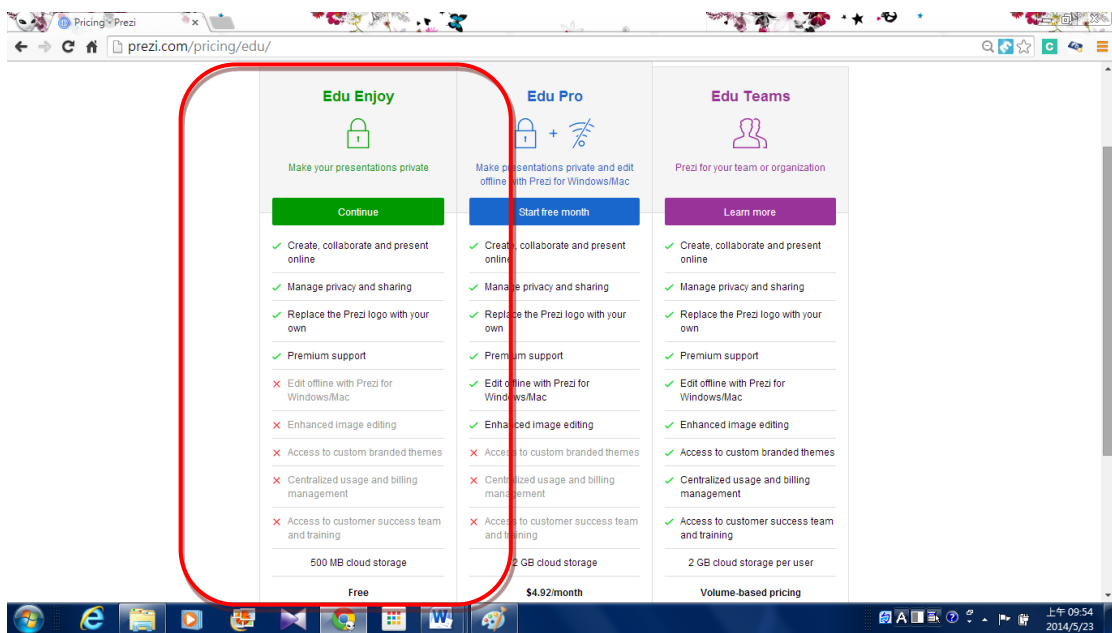 Pricing - Prezi
prezi.com/pricing/edu/
Edu Enjoy
Make your presentations private
Continue
Create, collaborate and present
online
Manage privacy and sharing
Replace the Prezi logo with your
own
Premium support
Edit offline with Prezi for
Windows/Mac
Enhanced image editing
Access to custom branded themes
Centralized usage and billing
management
Access to customer success team
and training
500 MB cloud storage
Free
Edu Pro
+
Make presentations private and edit
offline with Prezi for Windows/Mac
Start free month
Create, collaborate and present
online
Manage privacy and sharing
Replace the Prezi logo with your
own
Premium support
Edit offline with Prezi for
Windows/Mac
Enhanced image editing
Access to custom branded themes
Centralized usage and billing
management
Access to customer success team
and training
2 GB cloud storage
$4.92/month
Edu Teams
Prezi for your team or organization
Learn more
Create, collaborate and present
online
Manage privacy and sharing
Replace the Prezi logo with your
own
Premium support
Edit offline with Prezi for
Windows/Mac
Enhanced image editing
Access to custom branded themes
Centralized usage and billing
management
Access to customer success team
and training
2 GB cloud storage per user
Volume-based pricing
上午 09:54
2014/5/23